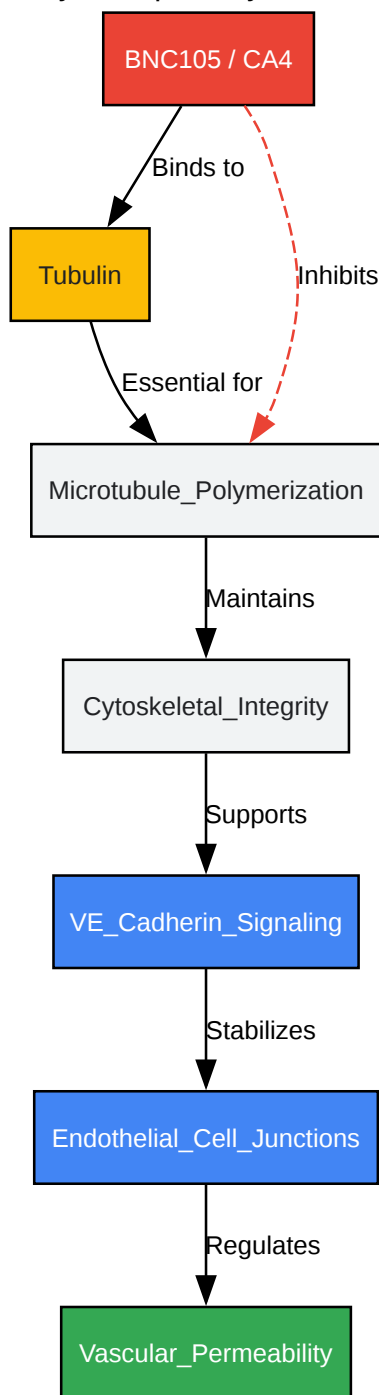 BNC105 / CA4
Binds to
Tubulin
Inhibits
Essential for
Microtubule_Polymerization
Maintains
Cytoskeletal_Integrity
Supports
VE_Cadherin_Signaling
Stabilizes
Endothelial_Cell_Junctions
Regulates
Vascular_Permeability